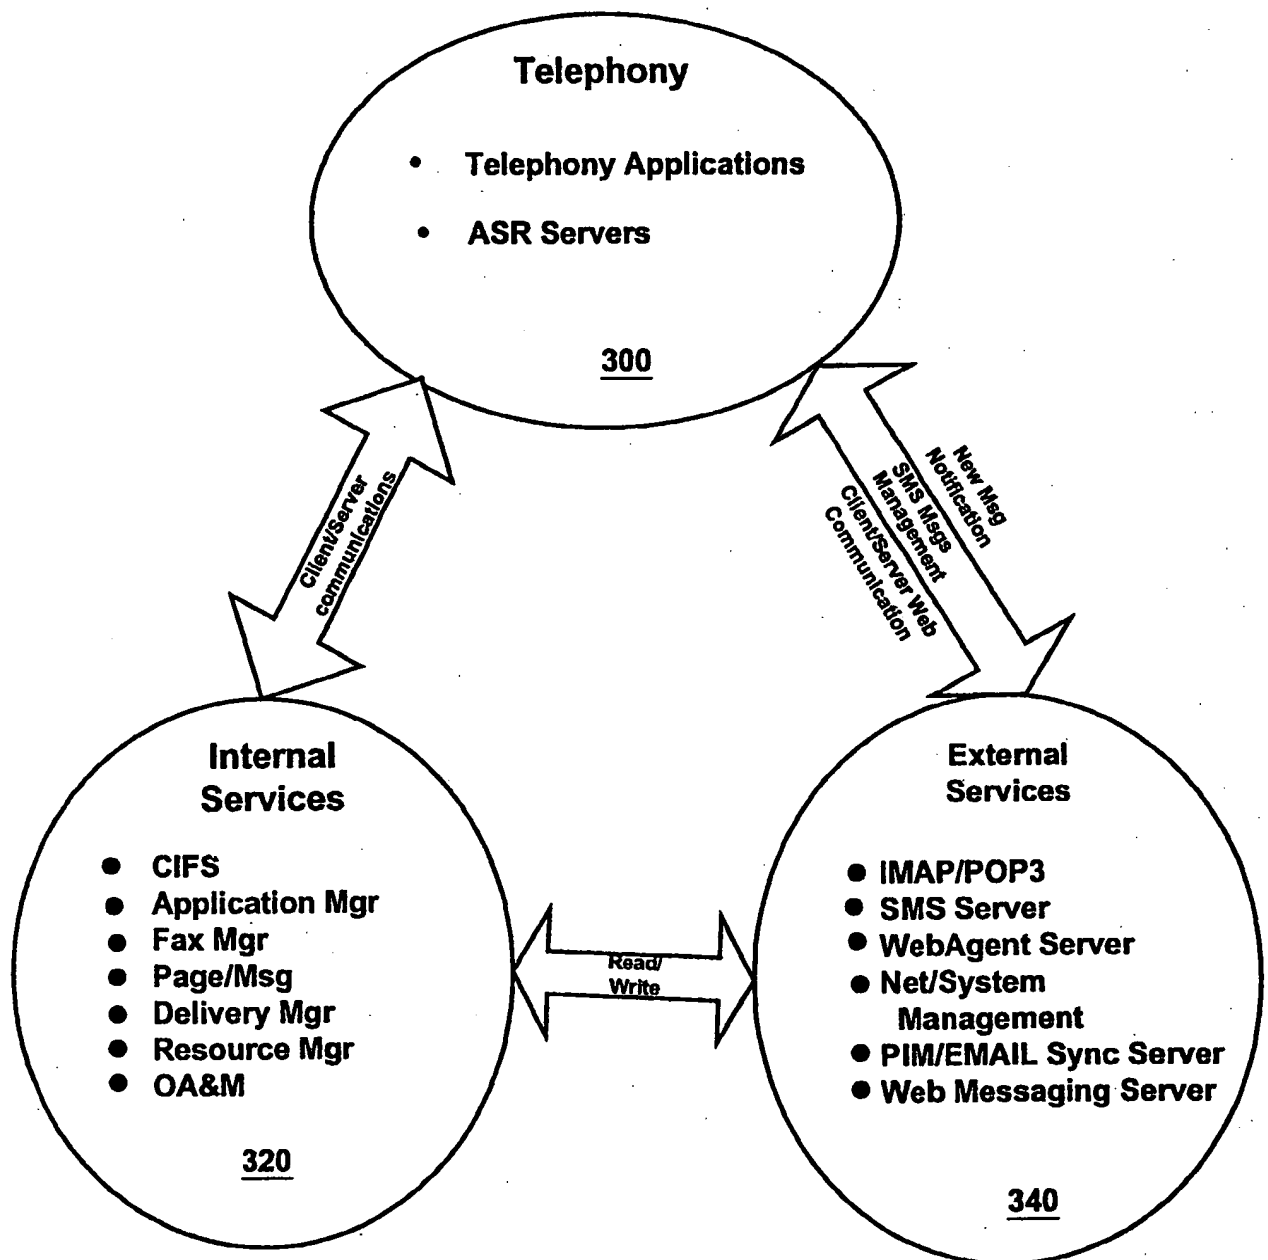 Telephony
• Telephony Applications
• ASR Servers
300
Client/Server
communications
New Msg
Notification
SMS Msgs
Management
Client/Server Web
Communication
Internal
Services
• CIFS
• Application Mgr
• Fax Mgr
• Page/Msg
• Delivery Mgr
• Resource Mgr
• OA&M
320
Read/
Write
External
Services
• IMAP/POP3
• SMS Server
• WebAgent Server
• Net/System
Management
• PIM/EMAIL Sync Server
• Web Messaging Server
340